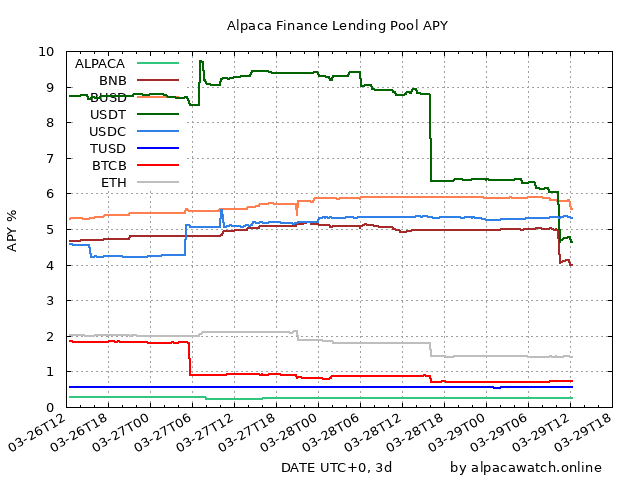 Alpaca Finance Lending Pool APY
APY %
10
9
8
7
6
5
4
3
2
1
0
ALPACA
BNB
BUSD
USDT
USDC
TUSD
BTCB
ETH
03-26T12
03-26T18
03-27T00
03-27T06
03-27T12
03-27T18
03-28T00
03-28T06
03-28T12
03-28T18
03-29T00
03-29T06
03-29T12
03-29T18
DATE UTC+0, 3d
by alpacawatch.online